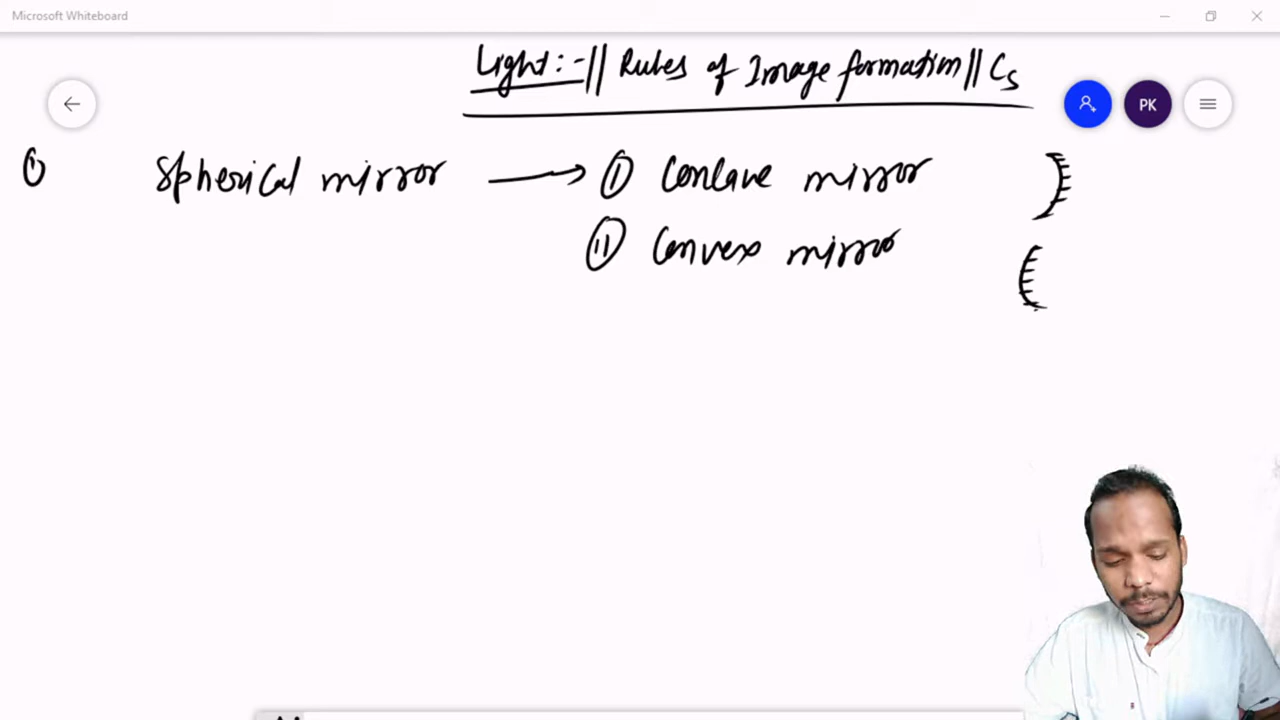 Microsoft Whiteboard
Light:-|| Rules of Image formation || Cs
PK
① Spherical mirror → ① Concave mirror
② Convex mirror